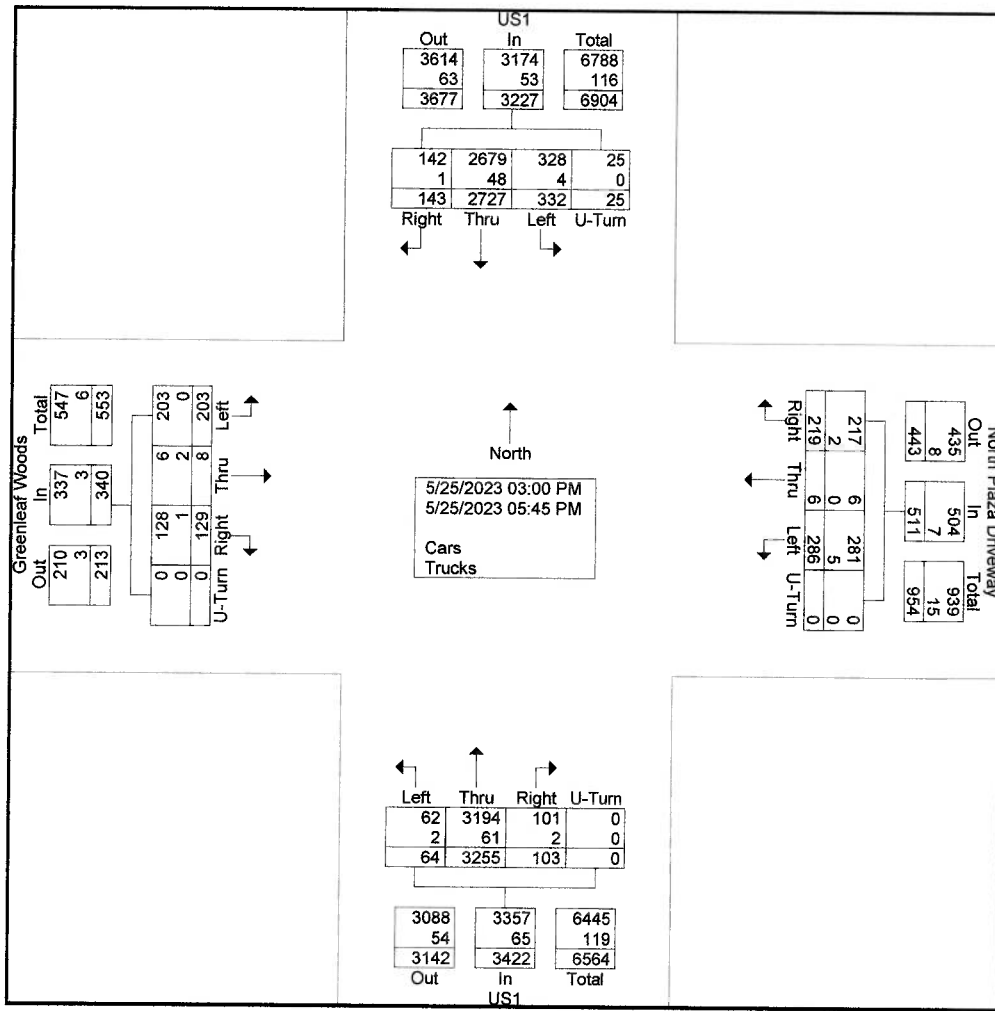 US1
Out In Total
3614 3174 6788
63 53 116
3677 3227 6904
142 2679 328 25
1 48 4 0
143 2727 332 25
Right Thru Left U-Turn
Greenleaf Woods
Total In Out
547 337 210
6 3 3
553 340 213
203 6 128 0
0 2 1 0
203 8 129 0
Left Thru Right U-Turn
North
5/25/2023 03:00 PM
5/25/2023 05:45 PM
Cars
Trucks
North Plaza Driveway
Out In Total
435 504 939
8 7 15
443 511 954
217 6 281 0
2 0 5 0
219 6 286 0
Right Thru Left U-Turn
Left Thru Right U-Turn
62 3194 101 0
2 61 2 0
64 3255 103 0
3088 3357 6445
54 65 119
3142 3422 6564
Out In Total
US1